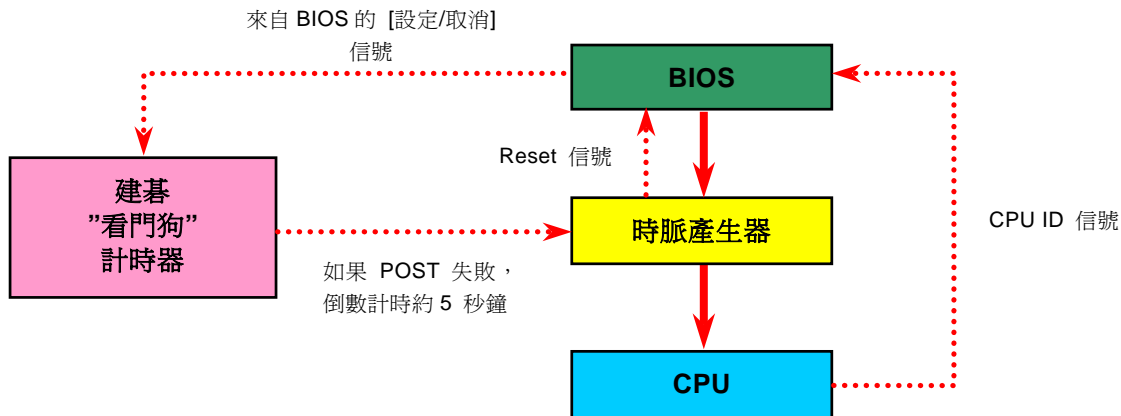 來自 BIOS 的 [設定/取消]
信號
BIOS
Reset 信號
建碁
”看門狗”
計時器
時脈產生器
CPU ID 信號
如果 POST 失敗，
倒數計時約 5 秒鐘
CPU